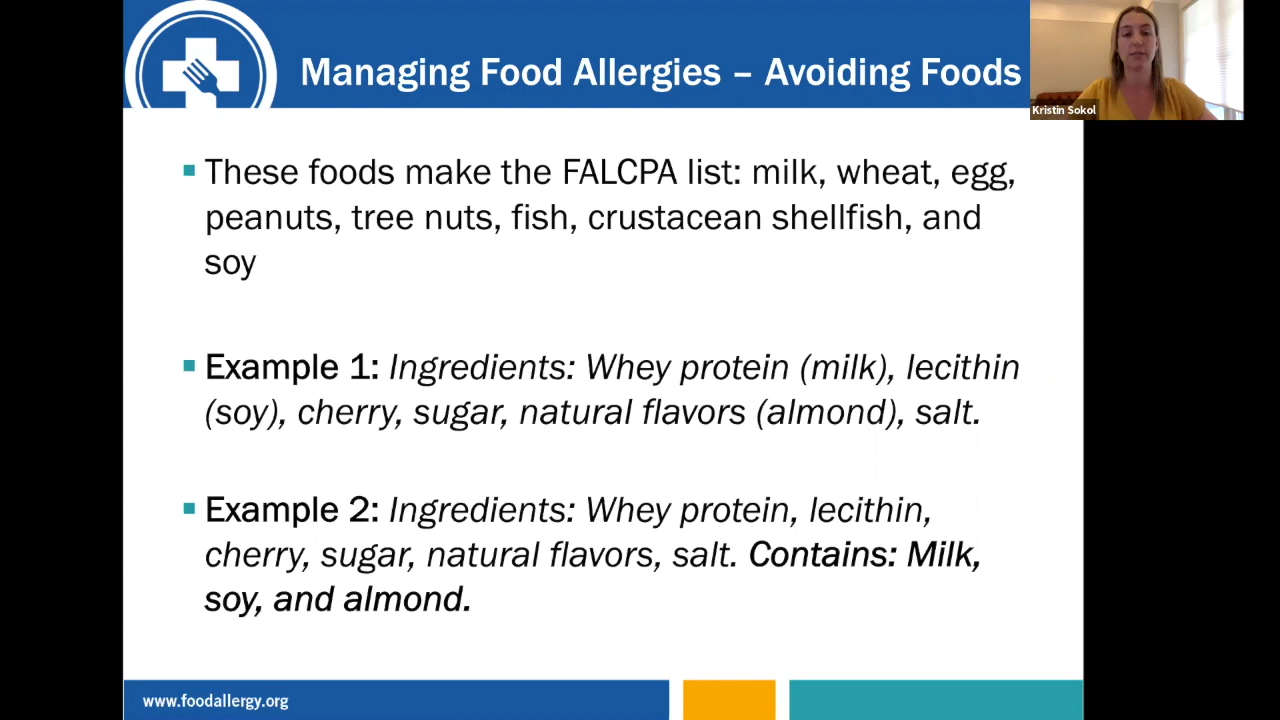 Managing Food Allergies – Avoiding Foods
Kristin Sokol
These foods make the FALCPA list: milk, wheat, egg,
peanuts, tree nuts, fish, crustacean shellfish, and
soy
Example 1: Ingredients: Whey protein (milk), lecithin
(soy), cherry, sugar, natural flavors (almond), salt.
Example 2: Ingredients: Whey protein, lecithin,
cherry, sugar, natural flavors, salt. Contains: Milk,
soy, and almond.
www.foodallergy.org